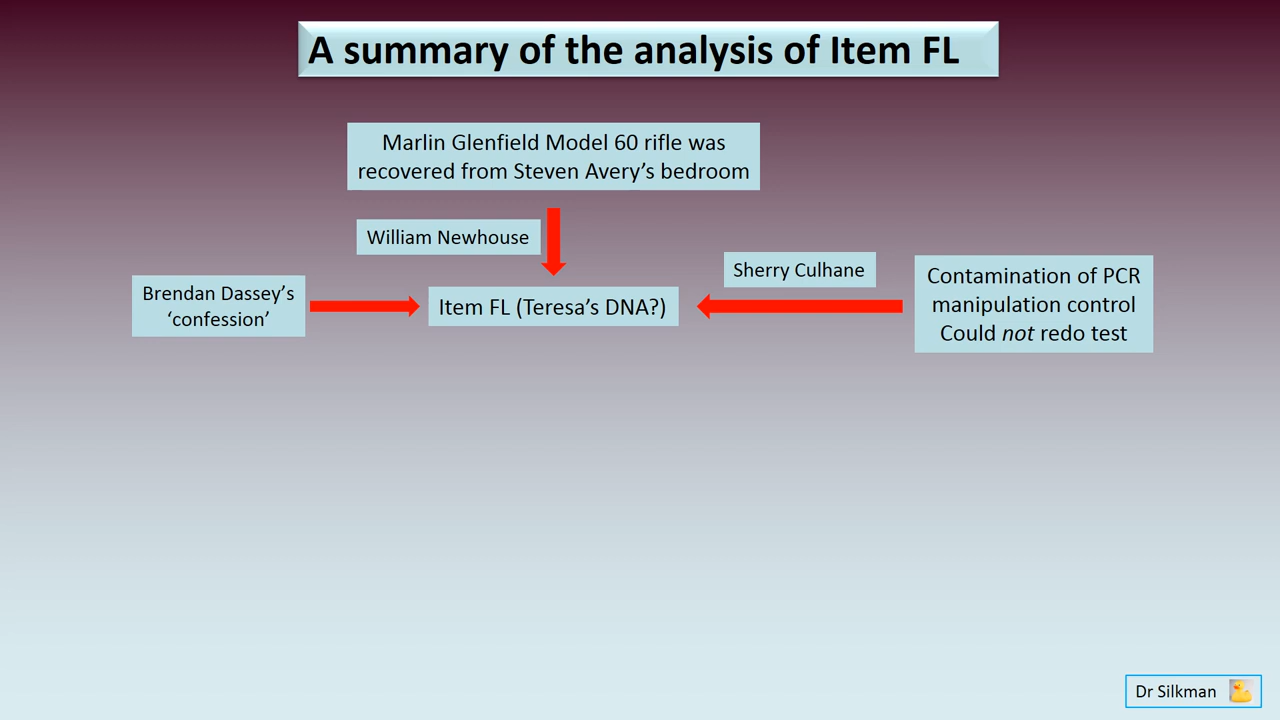 A summary of the analysis of Item FL
Marlin Glenfield Model 60 rifle was
recovered from Steven Avery’s bedroom
William Newhouse
Sherry Culhane
Brendan Dassey’s
‘confession’
Item FL (Teresa’s DNA?)
Contamination of PCR
manipulation control
Could not redo test
Dr Silkman